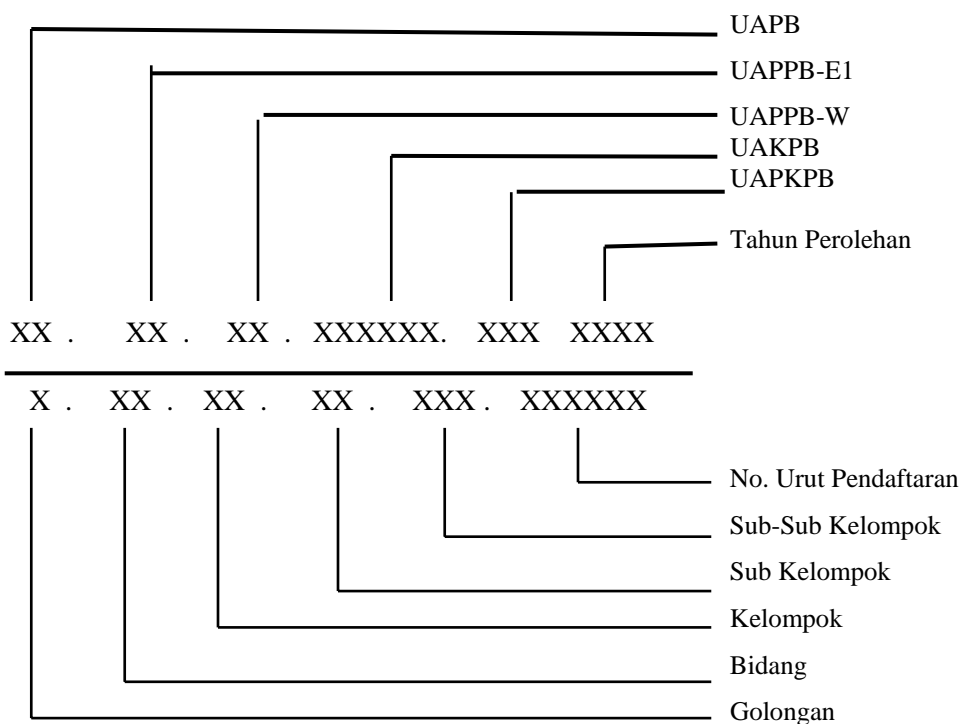 UAPB
UAPPB-E1
UAPPB-W
UAKPB
UAPKPB
Tahun Perolehan
XX . XX . XX . XXXXXX. XXX XXXX
X . XX . XX . XX . XXX . XXXXXX
No. Urut Pendaftaran
Sub-Sub Kelompok
Sub Kelompok
Kelompok
Bidang
Golongan